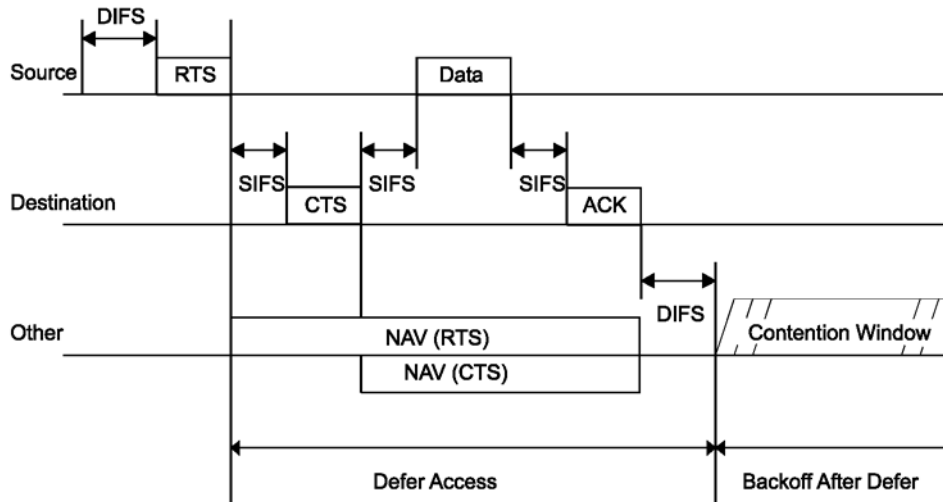 DIFS
Source
RTS
Data
SIFS
SIFS
SIFS
Destination
CTS
ACK
DIFS
Other
NAV (RTS)
Contention Window
NAV (CTS)
Defer Access
Backoff After Defer